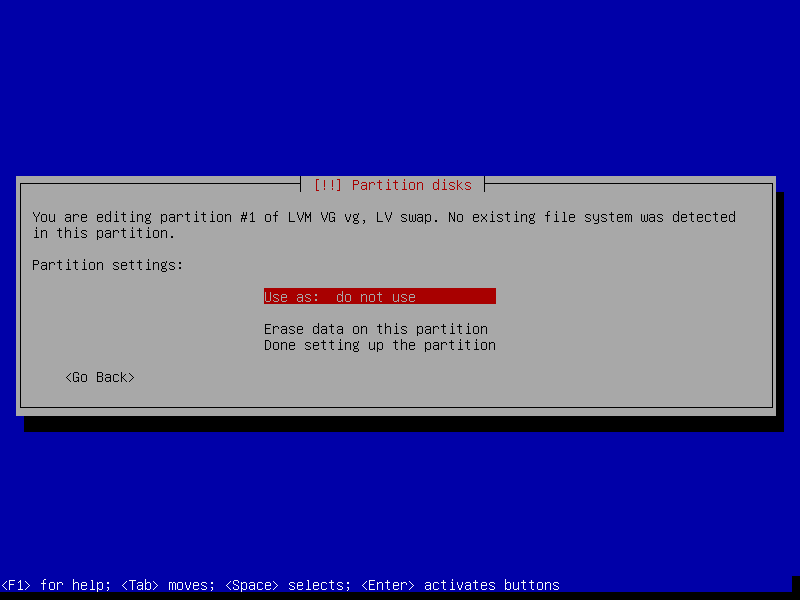 [!!] Partition disks
You are editing partition #1 of LVM VG vg, LV swap. No existing file system was detected
in this partition.
Partition settings:
Use as:  do not use
Erase data on this partition
Done setting up the partition
<Go Back>
<F1> for help; <Tab> moves; <Space> selects; <Enter> activates buttons